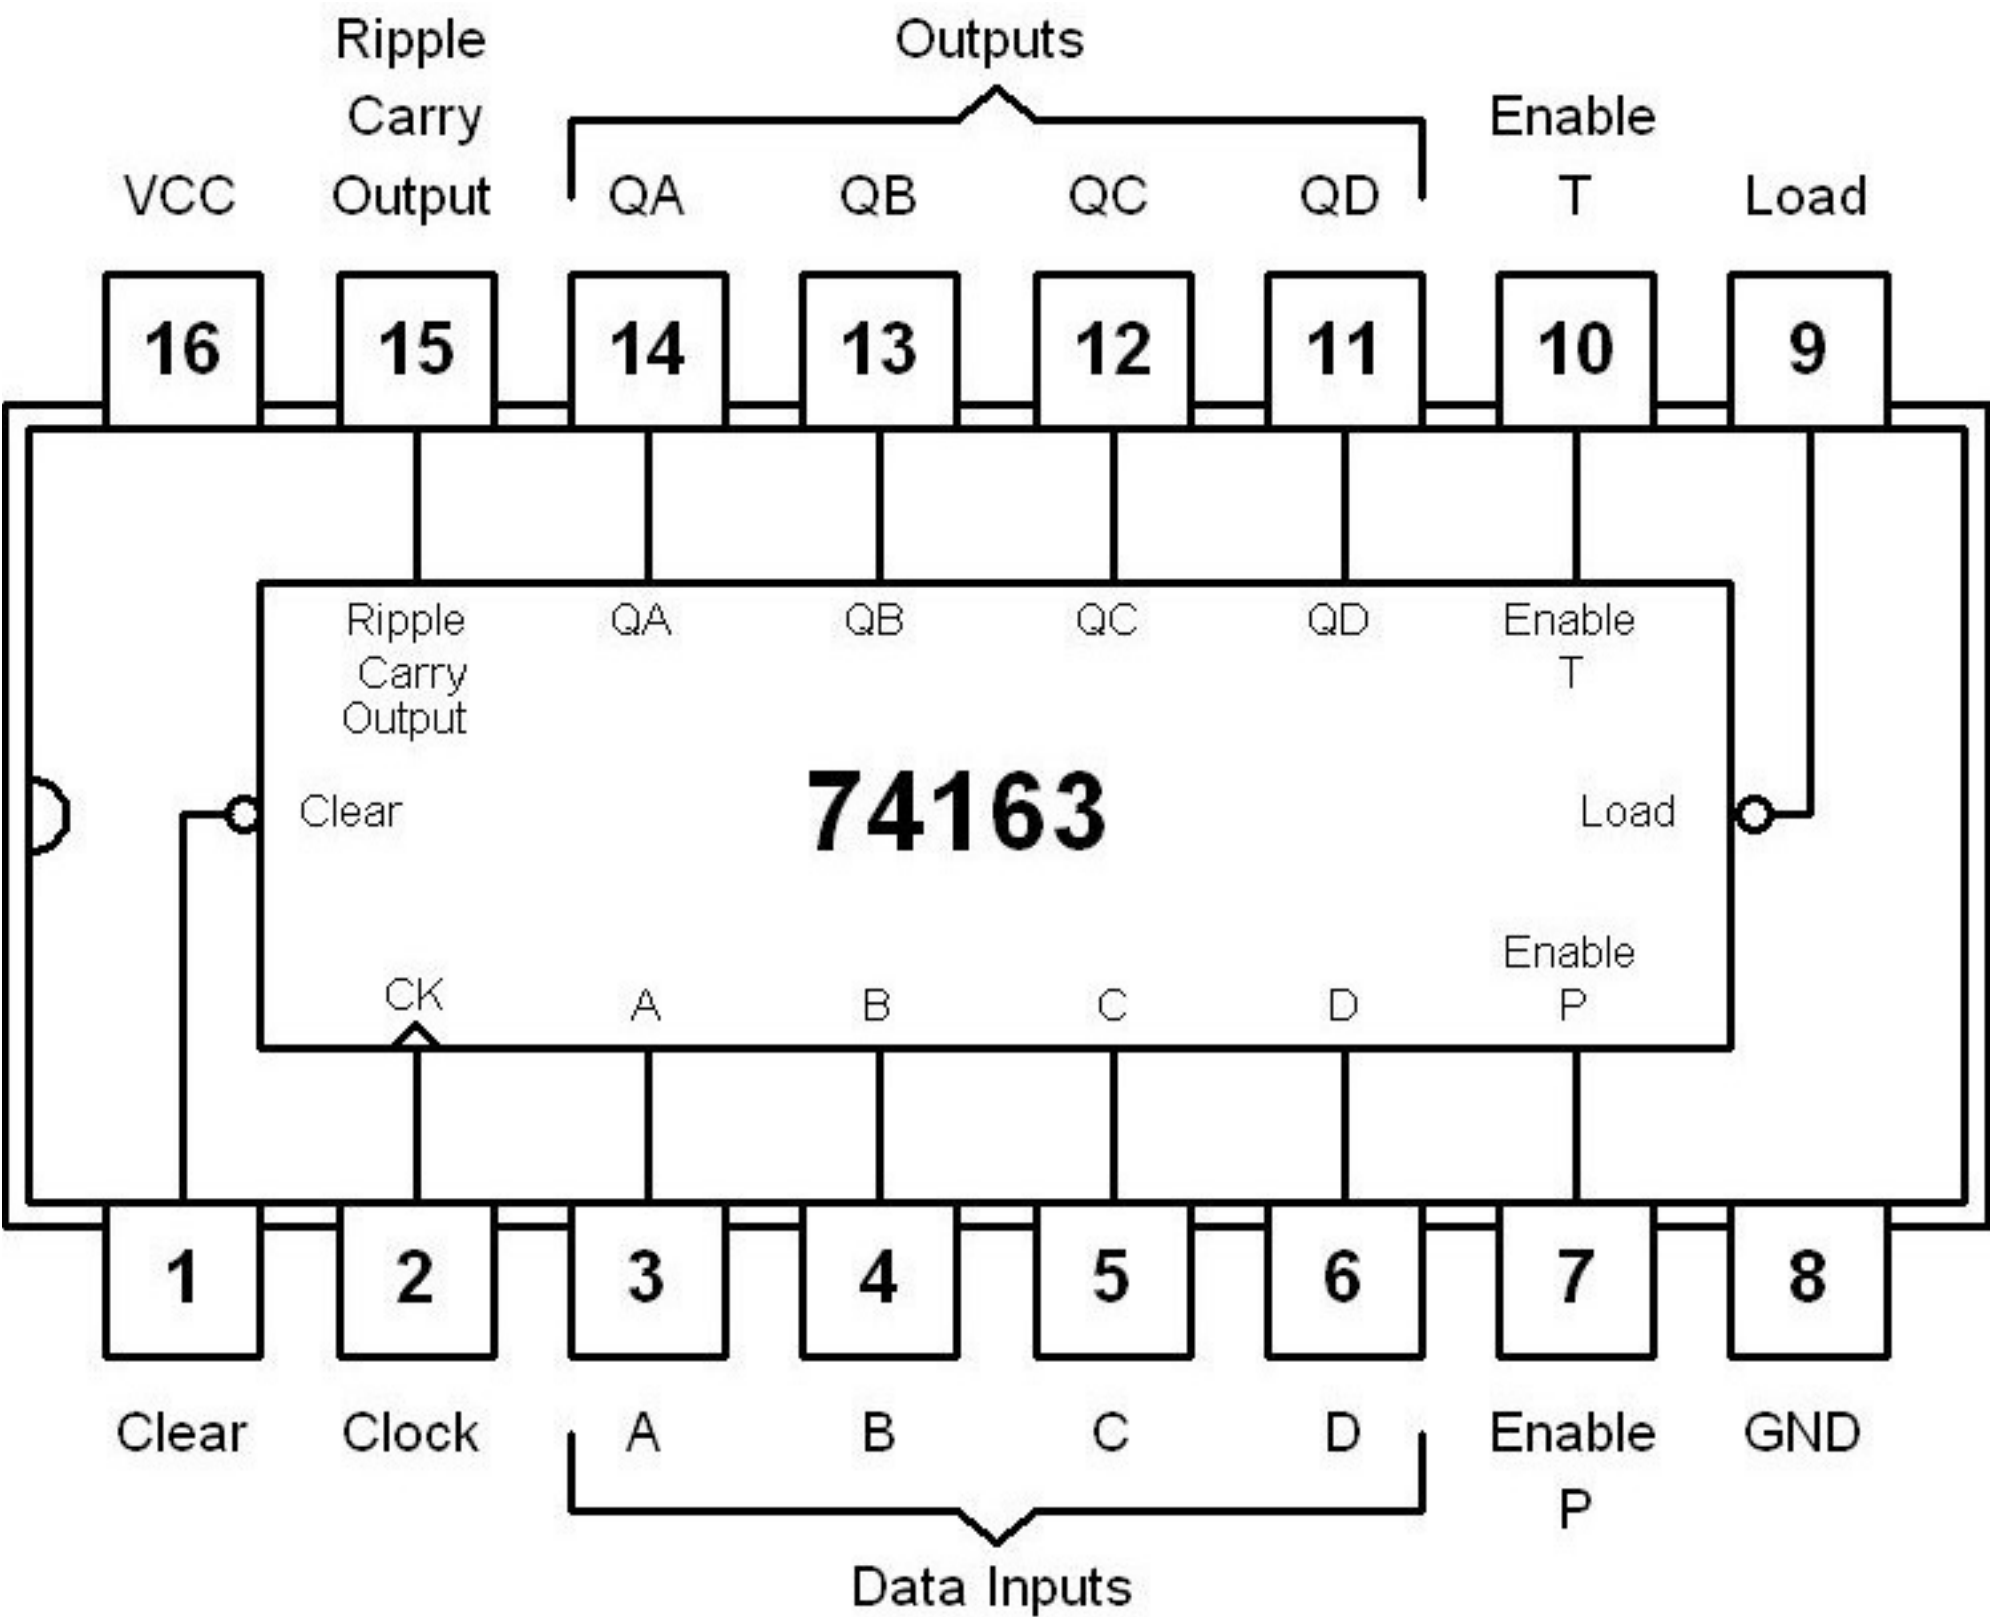 Ripple
Carry
Output
Outputs
Enable
T
VCC
QA QB QC QD
Load
16 15 14 13 12 11 10 9
Ripple
Carry
Output
QA QB QC QD
Enable
T
Clear
74163
Load
CK
A B C D
Enable
P
1 2 3 4 5 6 7 8
Clear
Clock
A B C D
Enable
P
GND
Data Inputs